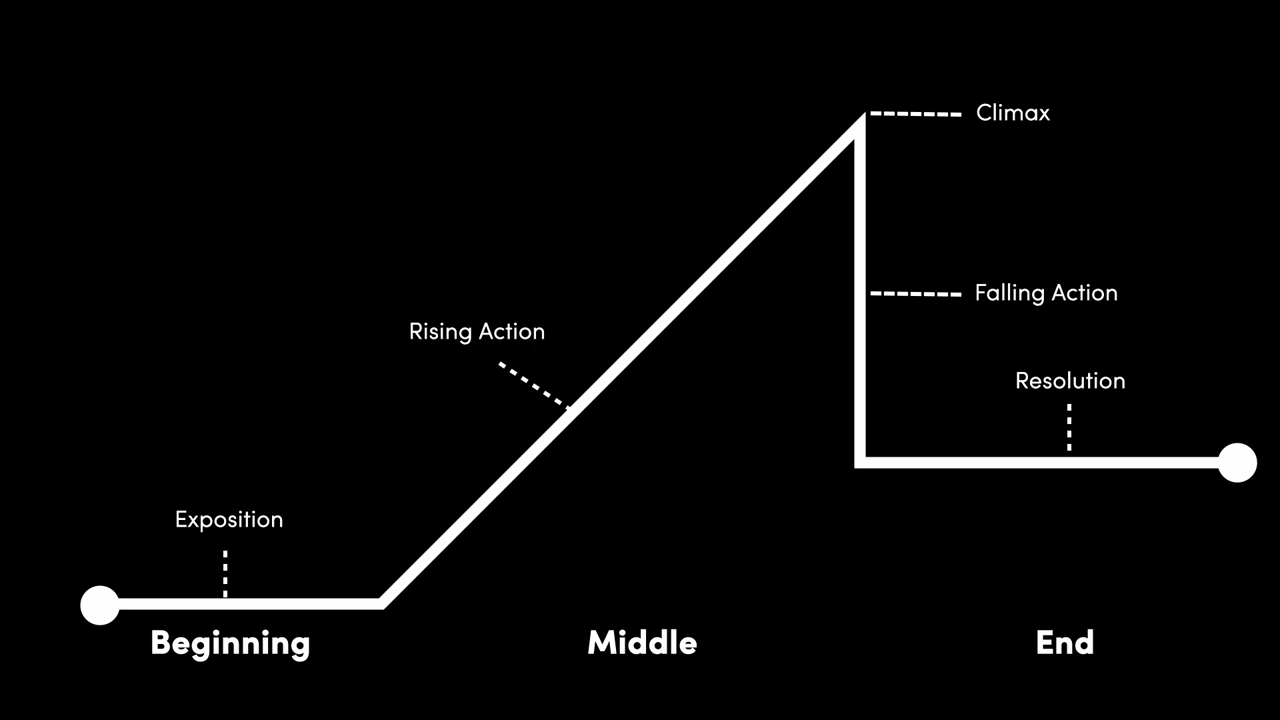 Climax
Falling Action
Rising Action
Resolution
Exposition
Beginning
Middle
End